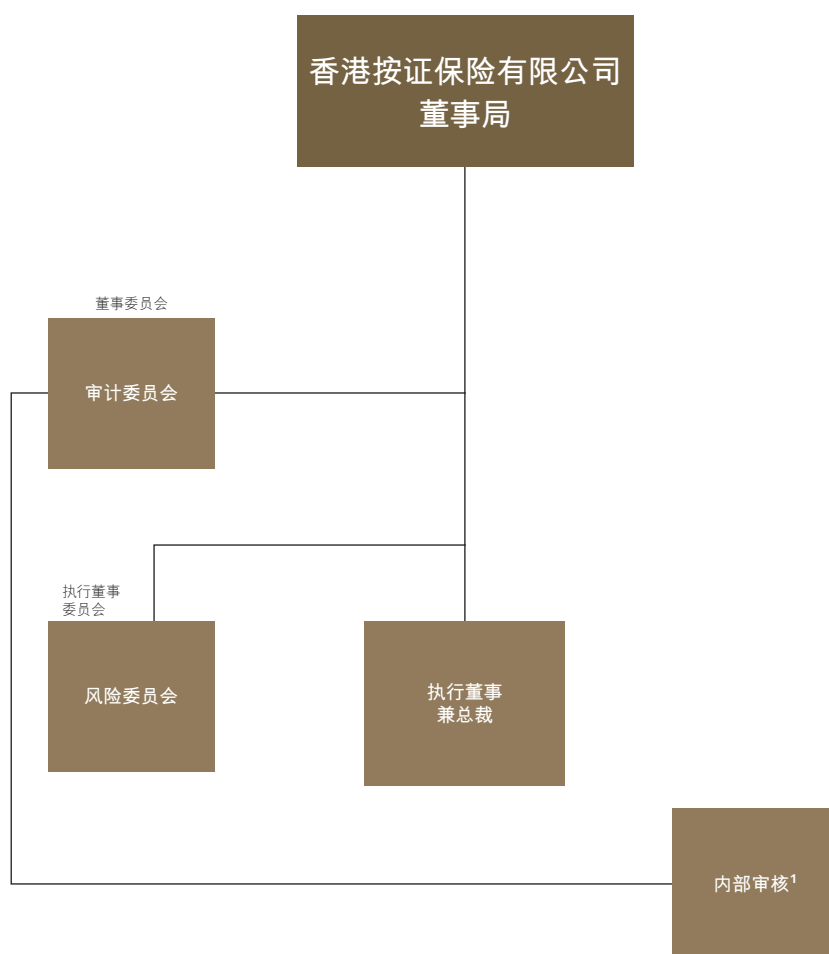 香港按证保险有限公司
董事局
董事委员会
审计委员会
执行董事
委员会
风险委员会
执行董事
兼总裁
内部审核¹